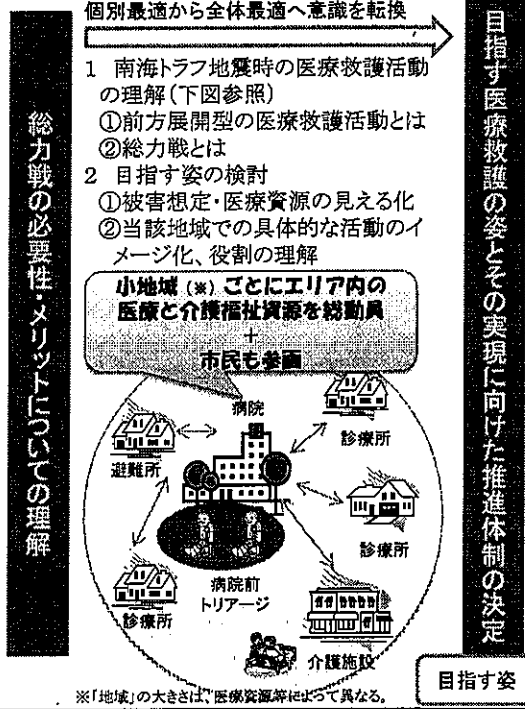 個別最適から全体最適へ意識を転換
総力戦の必要性・メリットについての理解
1 南海トラフ地震時の医療救護活動
の理解(下図参照)
①前方展開型の医療救護活動とは
②総力戦とは
2 目指す姿の検討
①被害想定・医療資源の見える化
②当該地域での具体的な活動のイ
メージ化、役割の理解
小地域(※)ごとにエリア内の
医療と介護福祉資源を総動員
+
市民も参画
病院
診療所
避難所
診療所
病院前
トリアージ
診療所
介護施設
※「地域」の大きさは、医療資源等によって異なる。
目指す医療救護の姿とその実現に向けた推進体制の決定
目指す姿